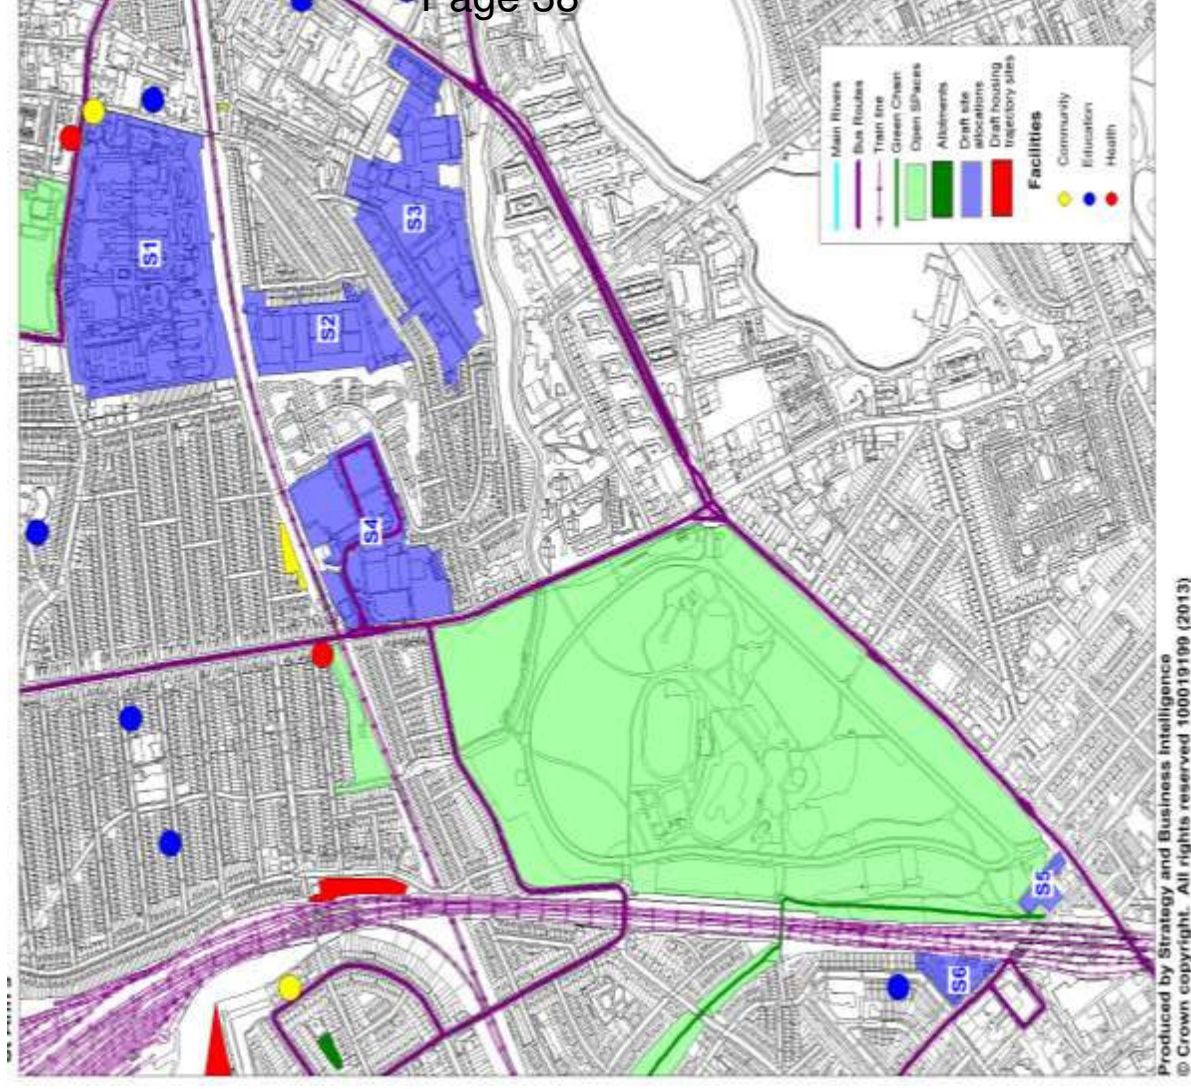 Page 58
S1
S2
S3
S4
S5
S6
Main Rivers
Bus Routes
Train line
Green Chain
Open SPaces
Allotments
Draft site
allocations
Draft housing
trajectory sites
Facilities
Community
Education
Health
Produced by Strategy and Business Intelligence
© Crown copyright. All rights reserved 100019199 (2013)